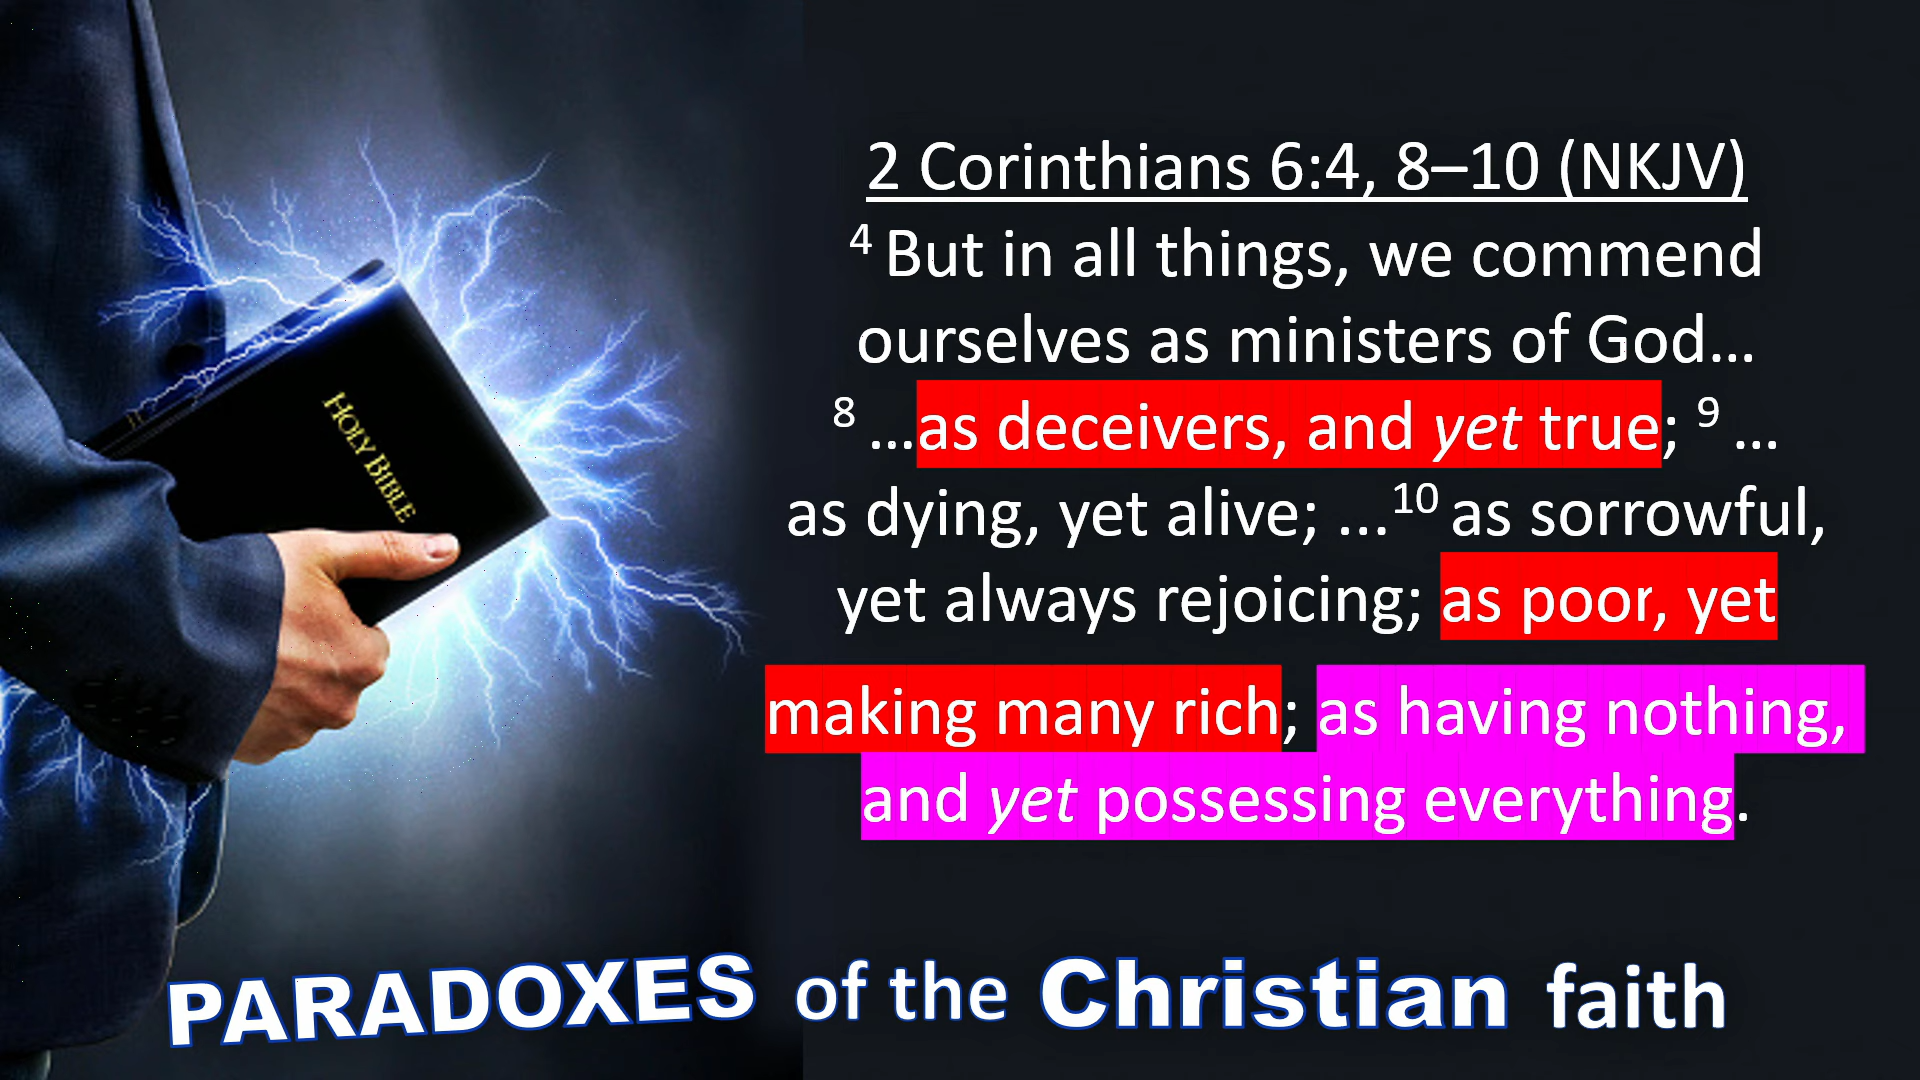 HOLY BIBLE
2 Corinthians 6:4, 8–10 (NKJV)
4 But in all things, we commend
ourselves as ministers of God…
8 …as deceivers, and yet true; 9 …
as dying, yet alive; …10 as sorrowful,
yet always rejoicing; as poor, yet
making many rich; as having nothing,
and yet possessing everything.
PARADOXES of the Christian faith